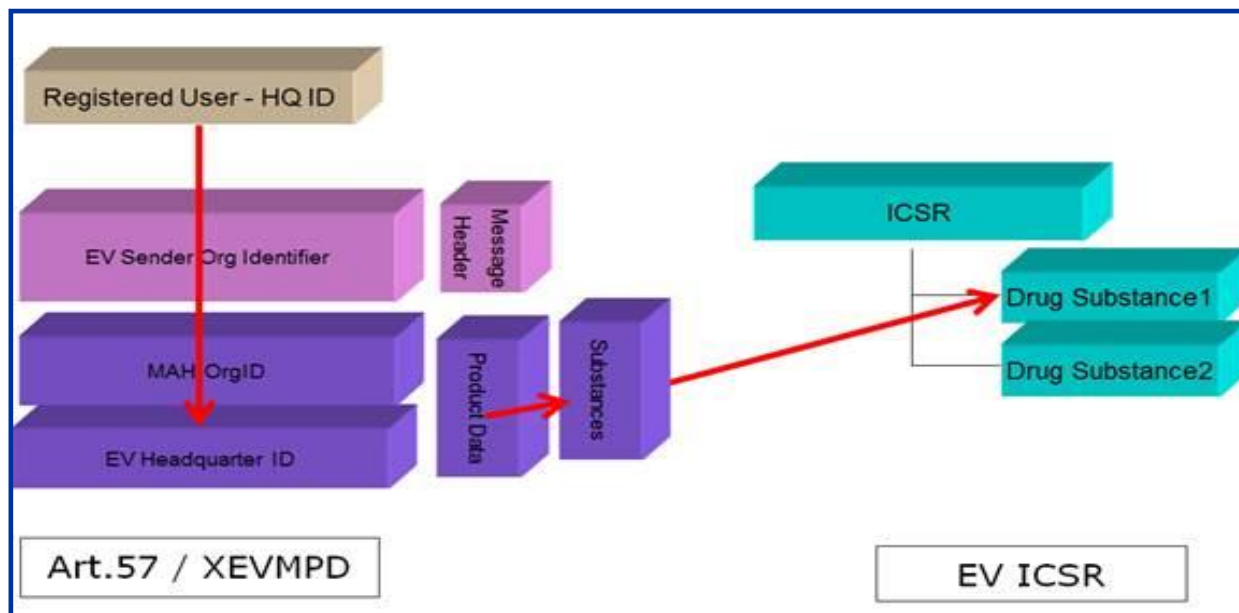 Registered User - HQ ID
EV Sender Org Identifier
Message
Header
MAH OrgID
EV Headquarter ID
Product Data
Substances
ICSR
Drug Substance1
Drug Substance2
Art.57 / XEVMPD
EV ICSR